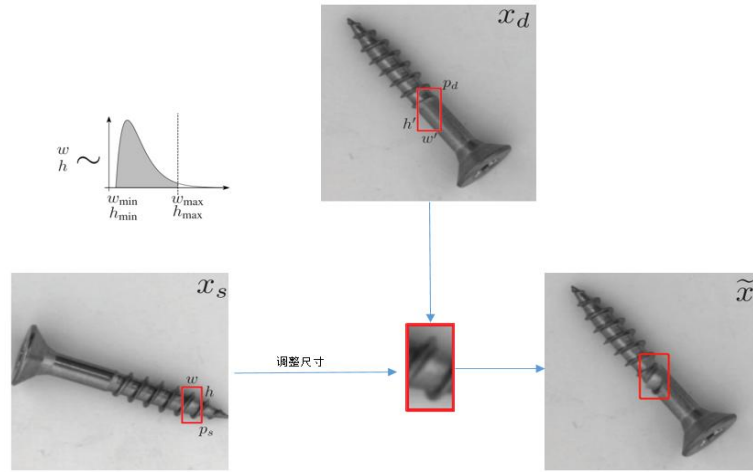 x_d
p_d
h′
w′
w
h
∼
w_min
h_min
w_max
h_max
x_s
w
h
p_s
调整尺寸
x̃